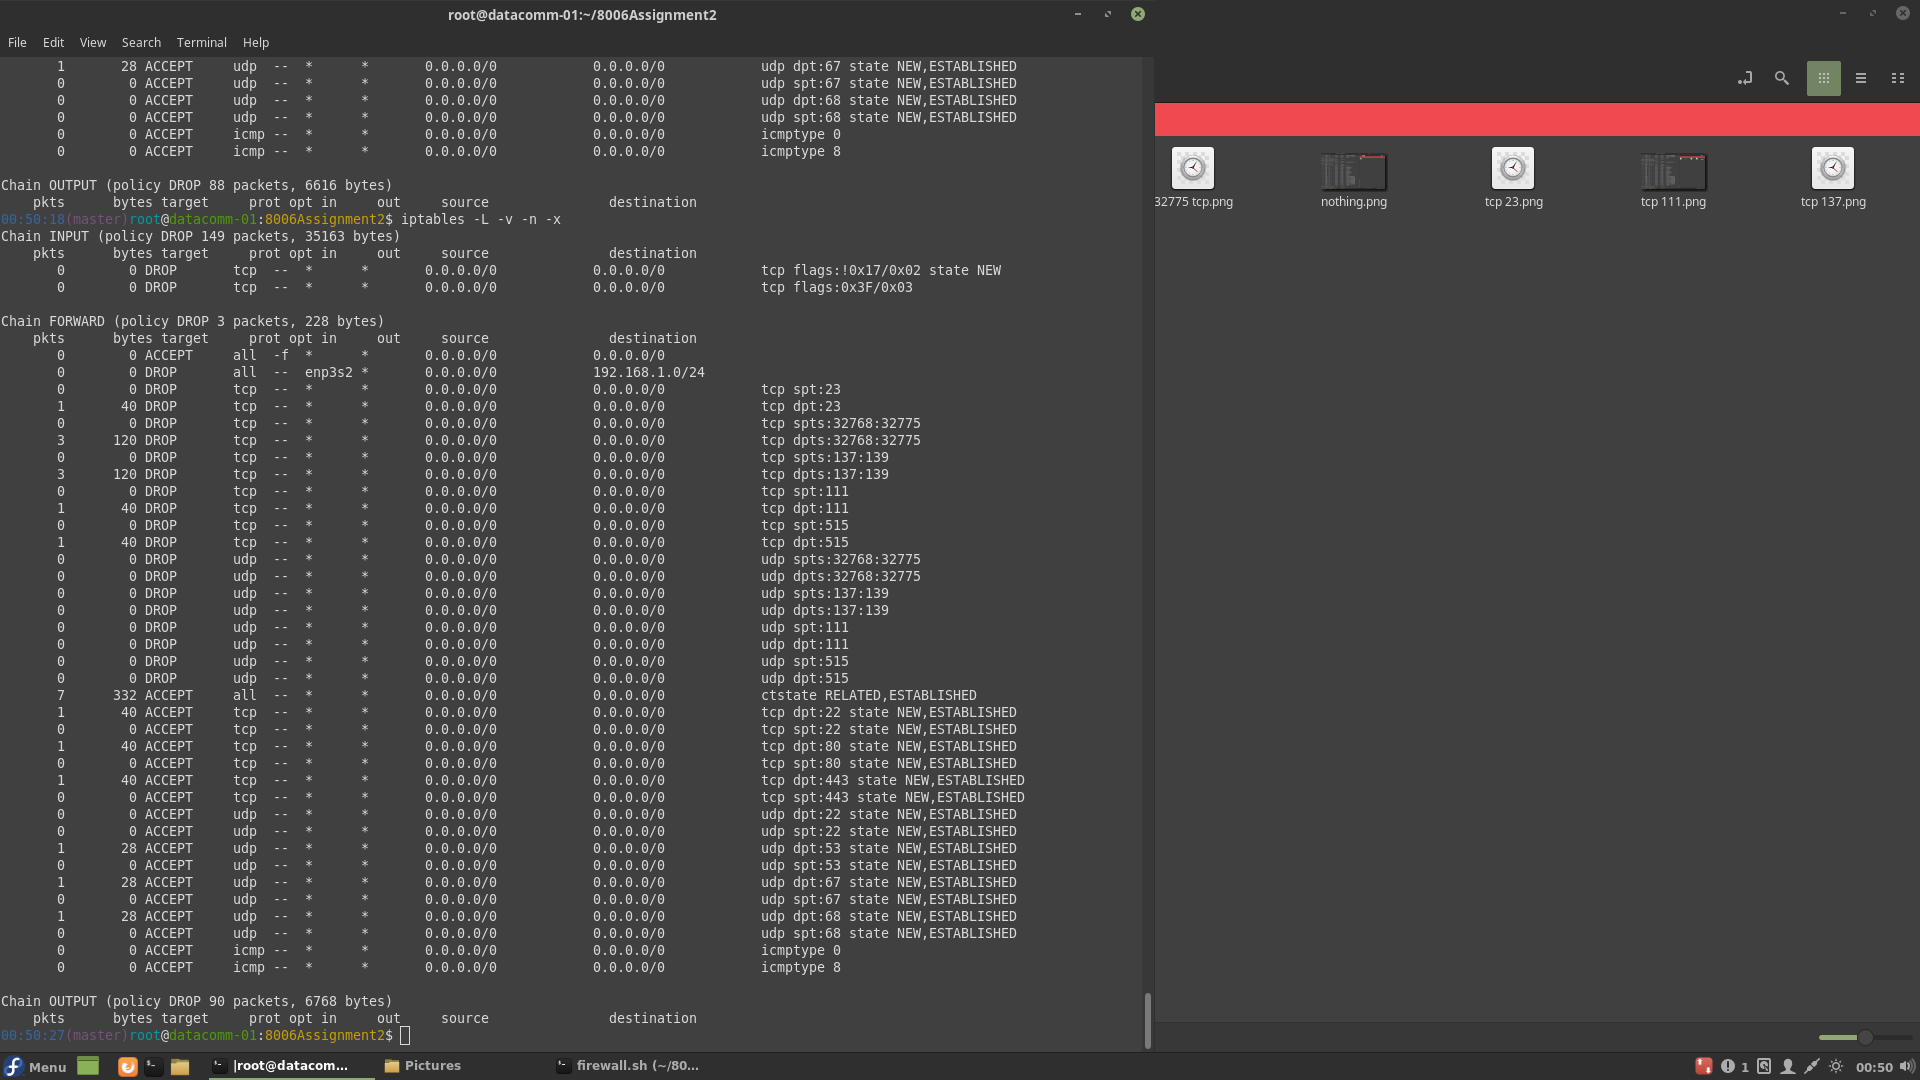 root@datacomm-01:~/8006Assignment2
File Edit View Search Terminal Help
1 28 ACCEPT udp -- * * 0.0.0.0/0 0.0.0.0/0 udp dpt:67 state NEW,ESTABLISHED
0 0 ACCEPT udp -- * * 0.0.0.0/0 0.0.0.0/0 udp spt:67 state NEW,ESTABLISHED
0 0 ACCEPT udp -- * * 0.0.0.0/0 0.0.0.0/0 udp dpt:68 state NEW,ESTABLISHED
0 0 ACCEPT udp -- * * 0.0.0.0/0 0.0.0.0/0 udp spt:68 state NEW,ESTABLISHED
0 0 ACCEPT icmp -- * * 0.0.0.0/0 0.0.0.0/0 icmptype 0
0 0 ACCEPT icmp -- * * 0.0.0.0/0 0.0.0.0/0 icmptype 8
Chain OUTPUT (policy DROP 88 packets, 6616 bytes)
pkts bytes target prot opt in out source destination
00:50:18(master)root@datacomm-01:8006Assignment2$ iptables -L -v -n -x
Chain INPUT (policy DROP 149 packets, 35163 bytes)
pkts bytes target prot opt in out source destination
0 0 DROP tcp -- * * 0.0.0.0/0 0.0.0.0/0 tcp flags:!0x17/0x02 state NEW
0 0 DROP tcp -- * * 0.0.0.0/0 0.0.0.0/0 tcp flags:0x3F/0x03
Chain FORWARD (policy DROP 3 packets, 228 bytes)
pkts bytes target prot opt in out source destination
0 0 ACCEPT all -f * * 0.0.0.0/0 0.0.0.0/0
0 0 DROP all -- enp3s2 * 0.0.0.0/0 192.168.1.0/24
0 0 DROP tcp -- * * 0.0.0.0/0 0.0.0.0/0 tcp spt:23
1 40 DROP tcp -- * * 0.0.0.0/0 0.0.0.0/0 tcp dpt:23
0 0 DROP tcp -- * * 0.0.0.0/0 0.0.0.0/0 tcp spts:32768:32775
3 120 DROP tcp -- * * 0.0.0.0/0 0.0.0.0/0 tcp dpts:32768:32775
0 0 DROP tcp -- * * 0.0.0.0/0 0.0.0.0/0 tcp spts:137:139
3 120 DROP tcp -- * * 0.0.0.0/0 0.0.0.0/0 tcp dpts:137:139
0 0 DROP tcp -- * * 0.0.0.0/0 0.0.0.0/0 tcp spt:111
1 40 DROP tcp -- * * 0.0.0.0/0 0.0.0.0/0 tcp dpt:111
0 0 DROP tcp -- * * 0.0.0.0/0 0.0.0.0/0 tcp spt:515
1 40 DROP tcp -- * * 0.0.0.0/0 0.0.0.0/0 tcp dpt:515
0 0 DROP udp -- * * 0.0.0.0/0 0.0.0.0/0 udp spts:32768:32775
0 0 DROP udp -- * * 0.0.0.0/0 0.0.0.0/0 udp dpts:32768:32775
0 0 DROP udp -- * * 0.0.0.0/0 0.0.0.0/0 udp spts:137:139
0 0 DROP udp -- * * 0.0.0.0/0 0.0.0.0/0 udp dpts:137:139
0 0 DROP udp -- * * 0.0.0.0/0 0.0.0.0/0 udp spt:111
0 0 DROP udp -- * * 0.0.0.0/0 0.0.0.0/0 udp dpt:111
0 0 DROP udp -- * * 0.0.0.0/0 0.0.0.0/0 udp spt:515
0 0 DROP udp -- * * 0.0.0.0/0 0.0.0.0/0 udp dpt:515
7 332 ACCEPT all -- * * 0.0.0.0/0 0.0.0.0/0 ctstate RELATED,ESTABLISHED
1 40 ACCEPT tcp -- * * 0.0.0.0/0 0.0.0.0/0 tcp dpt:22 state NEW,ESTABLISHED
0 0 ACCEPT tcp -- * * 0.0.0.0/0 0.0.0.0/0 tcp spt:22 state NEW,ESTABLISHED
1 40 ACCEPT tcp -- * * 0.0.0.0/0 0.0.0.0/0 tcp dpt:80 state NEW,ESTABLISHED
0 0 ACCEPT tcp -- * * 0.0.0.0/0 0.0.0.0/0 tcp spt:80 state NEW,ESTABLISHED
1 40 ACCEPT tcp -- * * 0.0.0.0/0 0.0.0.0/0 tcp dpt:443 state NEW,ESTABLISHED
0 0 ACCEPT tcp -- * * 0.0.0.0/0 0.0.0.0/0 tcp spt:443 state NEW,ESTABLISHED
0 0 ACCEPT udp -- * * 0.0.0.0/0 0.0.0.0/0 udp dpt:22 state NEW,ESTABLISHED
0 0 ACCEPT udp -- * * 0.0.0.0/0 0.0.0.0/0 udp spt:22 state NEW,ESTABLISHED
1 28 ACCEPT udp -- * * 0.0.0.0/0 0.0.0.0/0 udp dpt:53 state NEW,ESTABLISHED
0 0 ACCEPT udp -- * * 0.0.0.0/0 0.0.0.0/0 udp spt:53 state NEW,ESTABLISHED
1 28 ACCEPT udp -- * * 0.0.0.0/0 0.0.0.0/0 udp dpt:67 state NEW,ESTABLISHED
0 0 ACCEPT udp -- * * 0.0.0.0/0 0.0.0.0/0 udp spt:67 state NEW,ESTABLISHED
1 28 ACCEPT udp -- * * 0.0.0.0/0 0.0.0.0/0 udp dpt:68 state NEW,ESTABLISHED
0 0 ACCEPT udp -- * * 0.0.0.0/0 0.0.0.0/0 udp spt:68 state NEW,ESTABLISHED
0 0 ACCEPT icmp -- * * 0.0.0.0/0 0.0.0.0/0 icmptype 0
0 0 ACCEPT icmp -- * * 0.0.0.0/0 0.0.0.0/0 icmptype 8
Chain OUTPUT (policy DROP 90 packets, 6768 bytes)
pkts bytes target prot opt in out source destination
00:50:27(master)root@datacomm-01:8006Assignment2$
32775 tcp.png nothing.png tcp 23.png tcp 111.png tcp 137.png
Menu |root@datacom... Pictures firewall.sh (~/80... 1 00:50